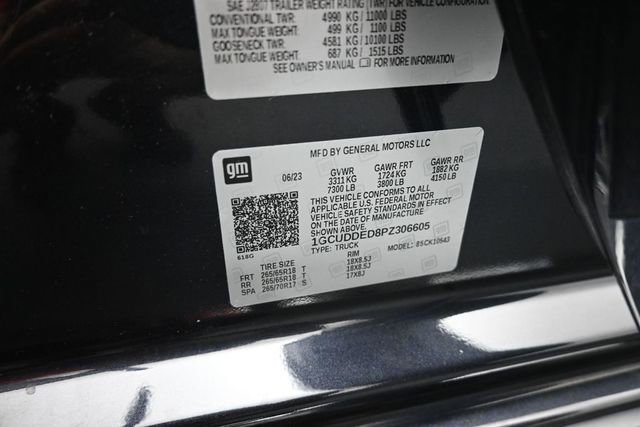 SAE J2807 TRAILER WEIGHT RATING (TWR) FOR VEHICLE CONFIGURATION
CONVENTIONAL TWR. 4990 KG / 11000 LBS
MAX TONGUE WEIGHT 499 KG / 1100 LBS
GOOSENECK TWR. 4581 KG / 10100 LBS
MAX TONGUE WEIGHT 687 KG / 1515 LBS
SEE OWNER'S MANUAL FOR MORE INFORMATION
MFD BY GENERAL MOTORS LLC
gm 06/23 GVWR GAWR FRT GAWR RR
3311 KG 1724 KG 1882 KG
7300 LB 3800 LB 4150 LB
THIS VEHICLE CONFORMS TO ALL
APPLICABLE U.S. FEDERAL MOTOR
VEHICLE SAFETY STANDARDS IN EFFECT
ON THE DATE OF MANUFACTURE
1GCUDDED8PZ306605
618G TYPE: TRUCK MODEL: 8SCK10543
TIRE SIZE RIM
FRT 265/65R18 T 18X8.5J
RR 265/65R18 T 18X8.5J
SPA 265/70R17 S 17X8J